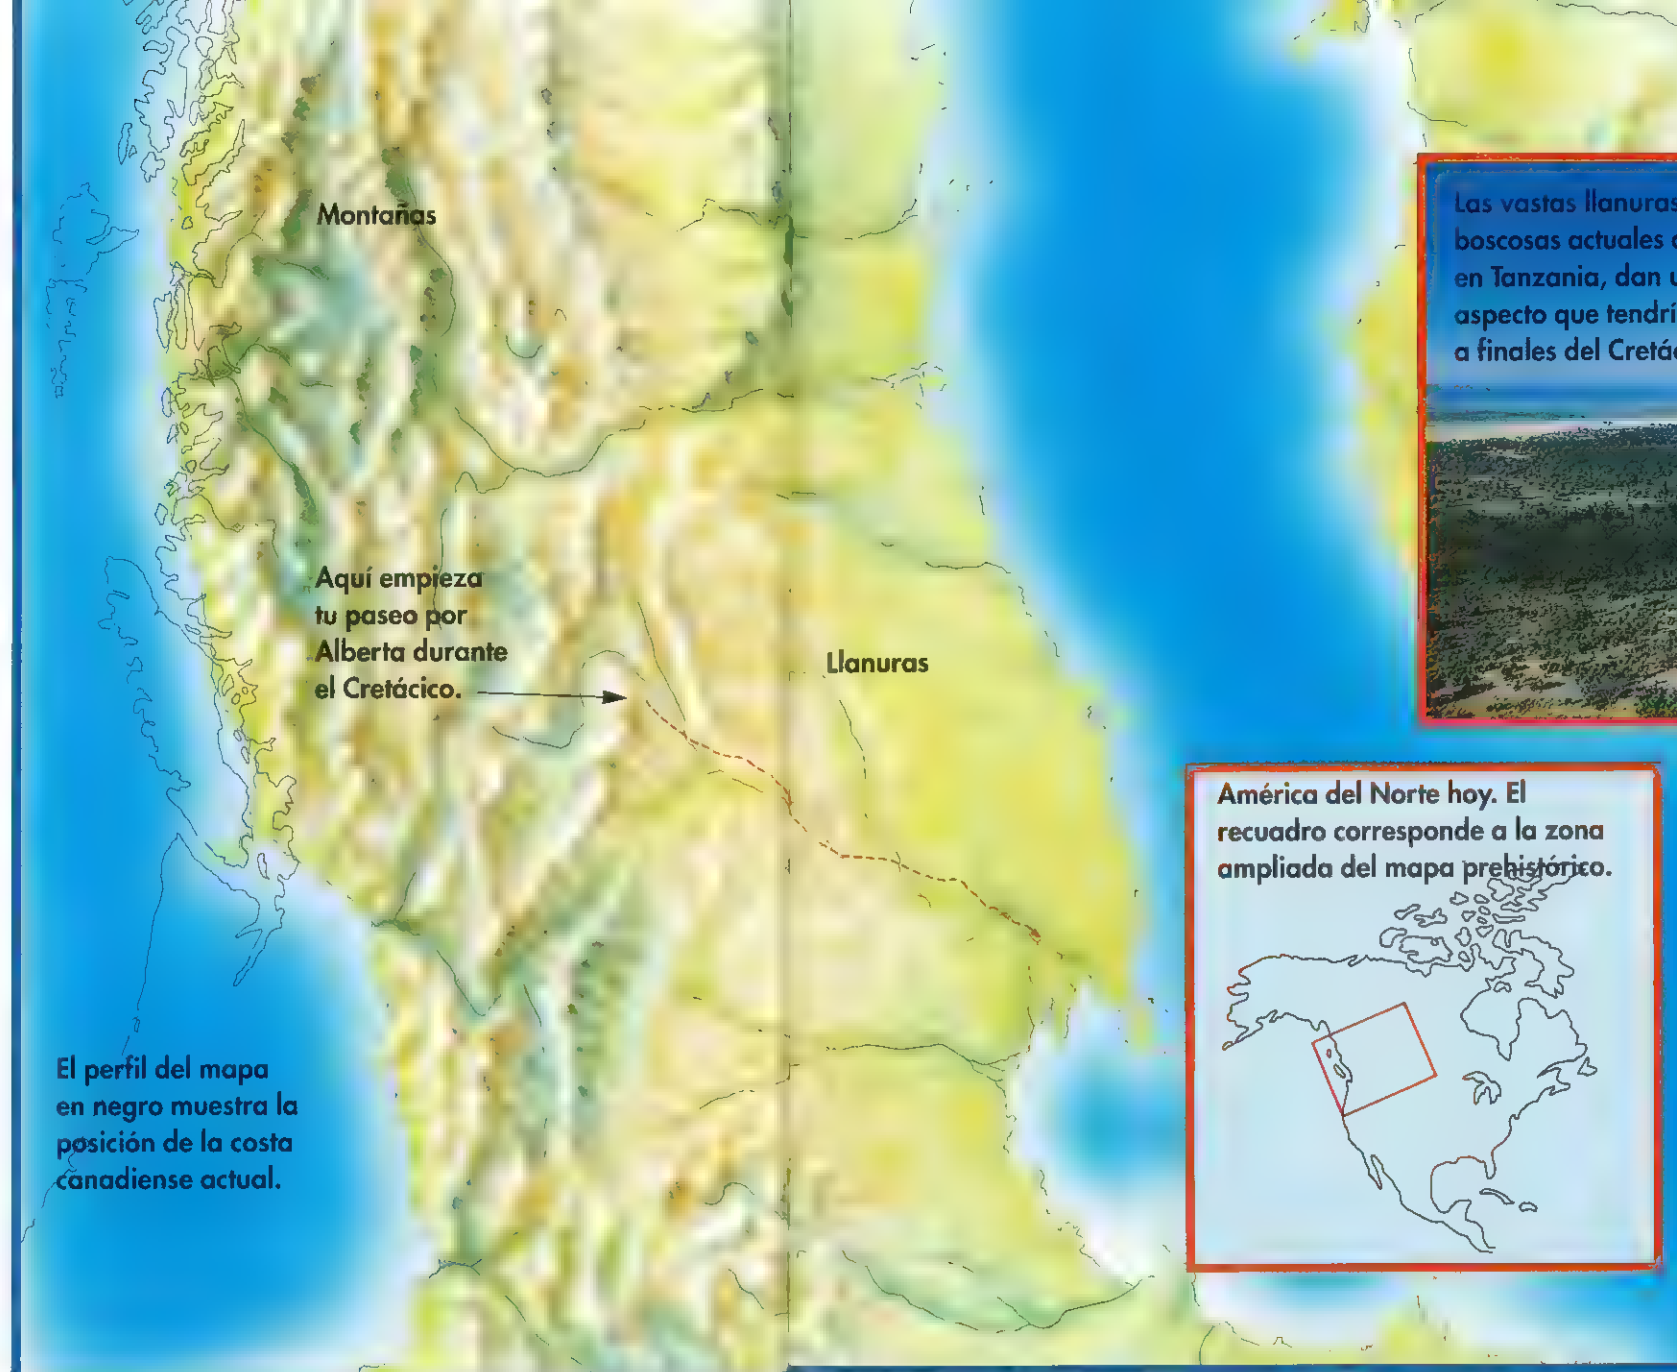 Montañas
Las vastas llanuras
boscosas actuales
en Tanzania, dan
aspecto que
a finales del
Aquí empieza
tu paseo por
Alberta durante
el Cretácico.
Llanuras
América del Norte hoy. El
recuadro corresponde a la zona
ampliada del mapa prehistórico.
El perfil del mapa
en negro muestra la
posición de la costa
canadiense actual.